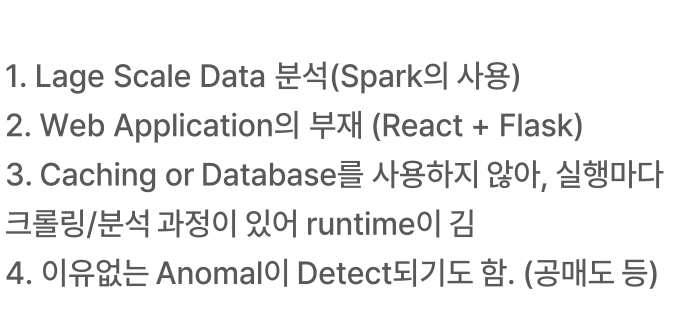 1. Lage Scale Data 분석(Spark의 사용)
2. Web Application의 부재 (React + Flask)
3. Caching or Database를 사용하지 않아, 실행마다
크롤링/분석 과정이 있어 runtime이 김
4. 이유없는 Anomal이 Detect되기도 함. (공매도 등)